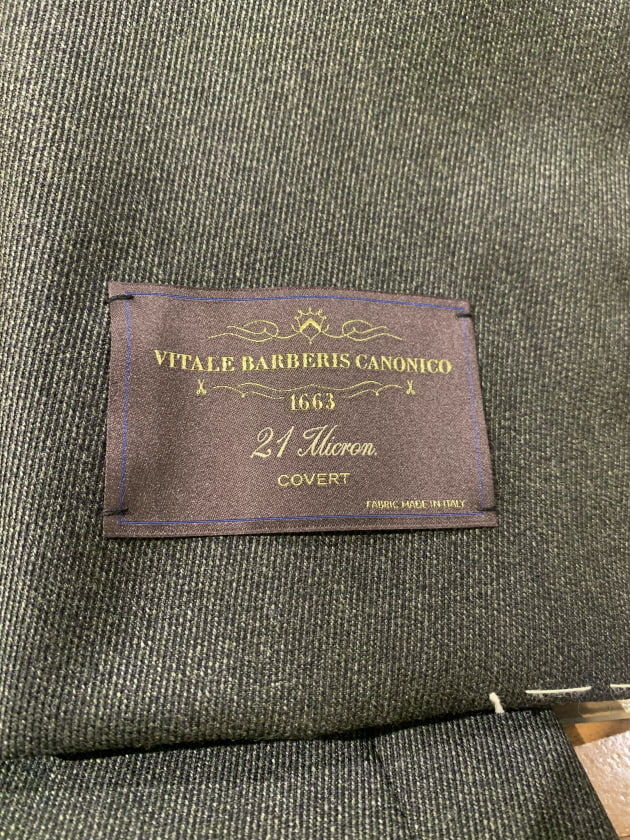 VITALE BARBERIS CANONICO
1663
21 Micron.
COVERT
FABRIC MADE IN ITALY